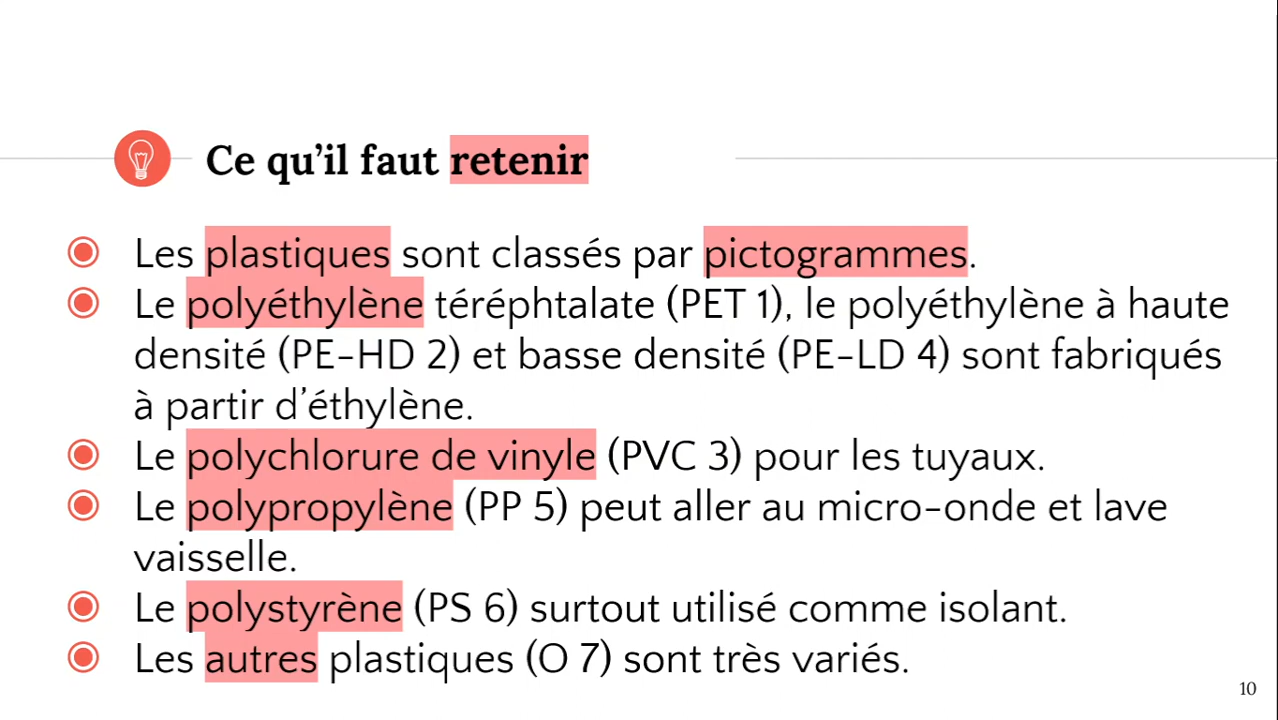 Ce qu’il faut retenir
Les plastiques sont classés par pictogrammes.
Le polyéthylène téréphtalate (PET 1), le polyéthylène à haute
densité (PE-HD 2) et basse densité (PE-LD 4) sont fabriqués
à partir d’éthylène.
Le polychlorure de vinyle (PVC 3) pour les tuyaux.
Le polypropylène (PP 5) peut aller au micro-onde et lave
vaisselle.
Le polystyrène (PS 6) surtout utilisé comme isolant.
Les autres plastiques (O 7) sont très variés.
10